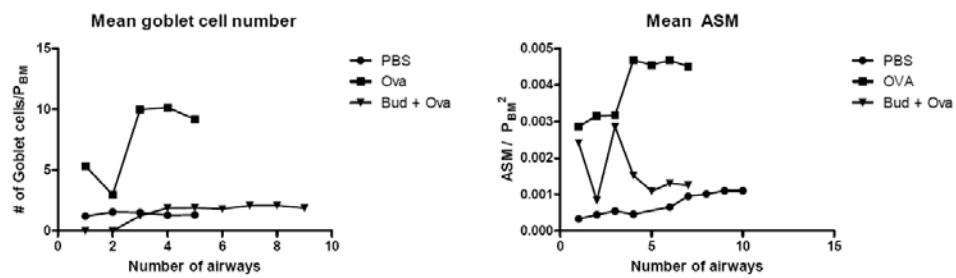 Mean goblet cell number
# of Goblet cells/P_BM
15
10
5
0
0 2 4 6 8 10
Number of airways
PBS
Ova
Bud + Ova
Mean ASM
ASM / P_BM²
0.005
0.004
0.003
0.002
0.001
0.000
0 5 10 15
Number of airways
PBS
OVA
Bud + Ova